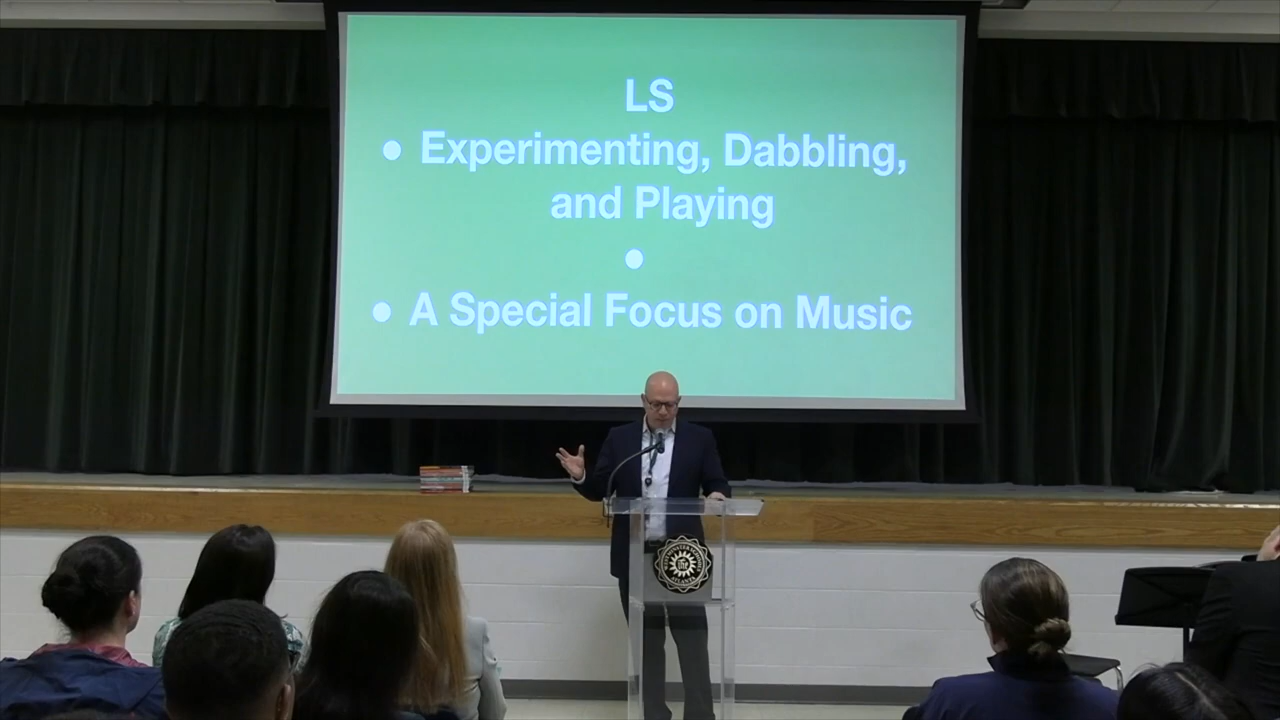 LS
• Experimenting, Dabbling,
and Playing
•
• A Special Focus on Music